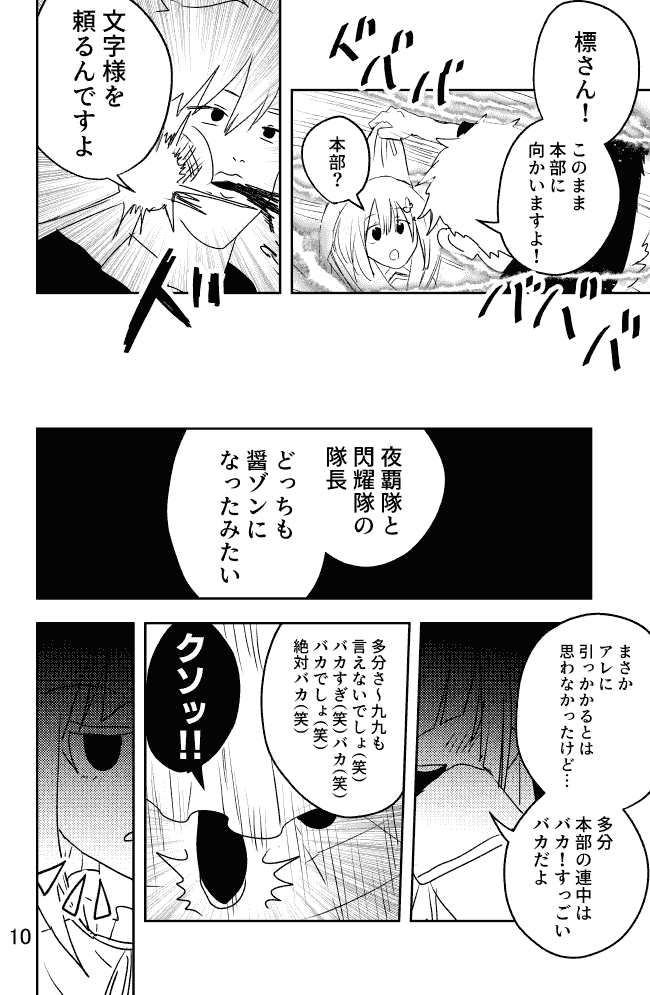 標さん！
このまま
本部に
向かいますよ！
バババ
本部？
バババ
文字様を
頼るんですよ
ドン
夜覇隊と
閃耀隊の
隊長
どっちも
醤ゾンに
なったみたい
まさか
アレに
引っかかるとは
思わなかったけど…
多分
本部の連中は
バカ！すっごい
バカだよ
多分さ～九九も
言えないでしょ(笑)
バカすぎ(笑)バカ(笑)
バカでしょ(笑)
絶対バカ(笑)
クソッ!!
10